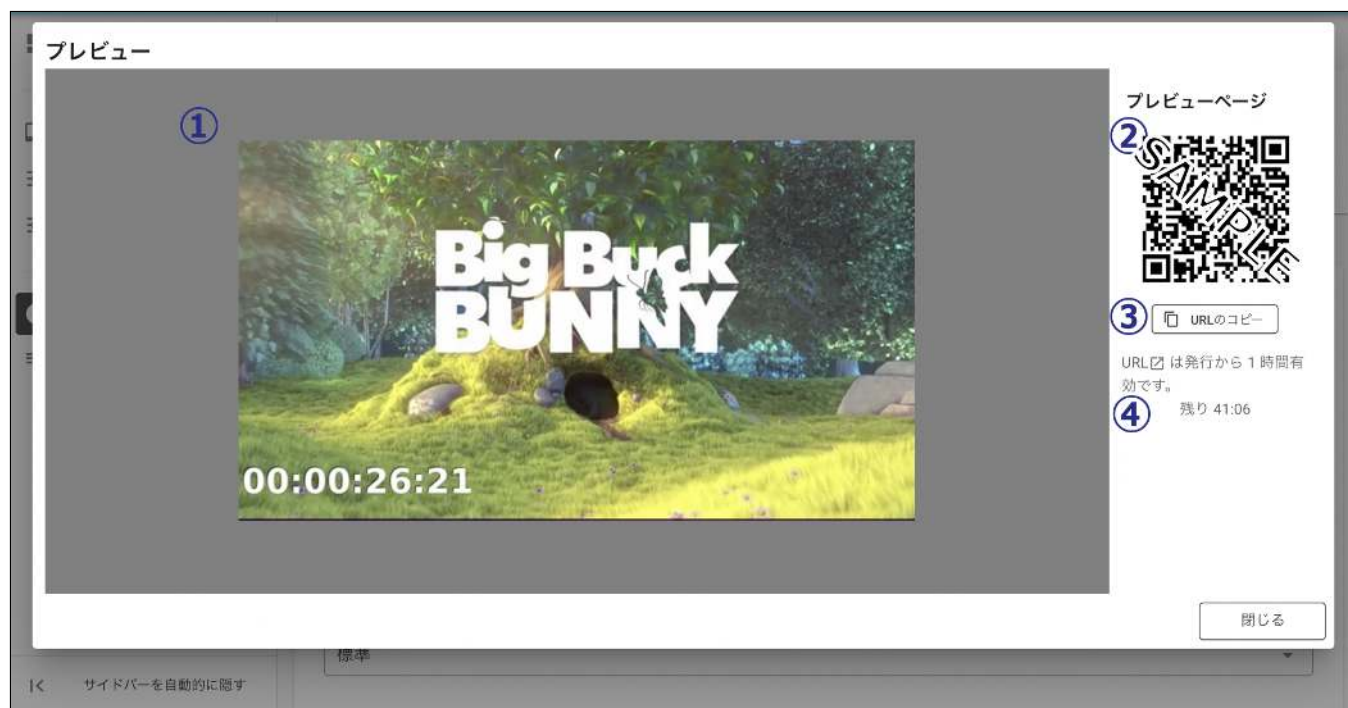 プレビュー
①
Big Buck
BUNNY
00:00:26:21
プレビューページ
②
SAMPLE
③
URLのコピー
URL は発行から 1 時間有
効です。
④
残り 41:06
閉じる
標準
サイドバーを自動的に隠す